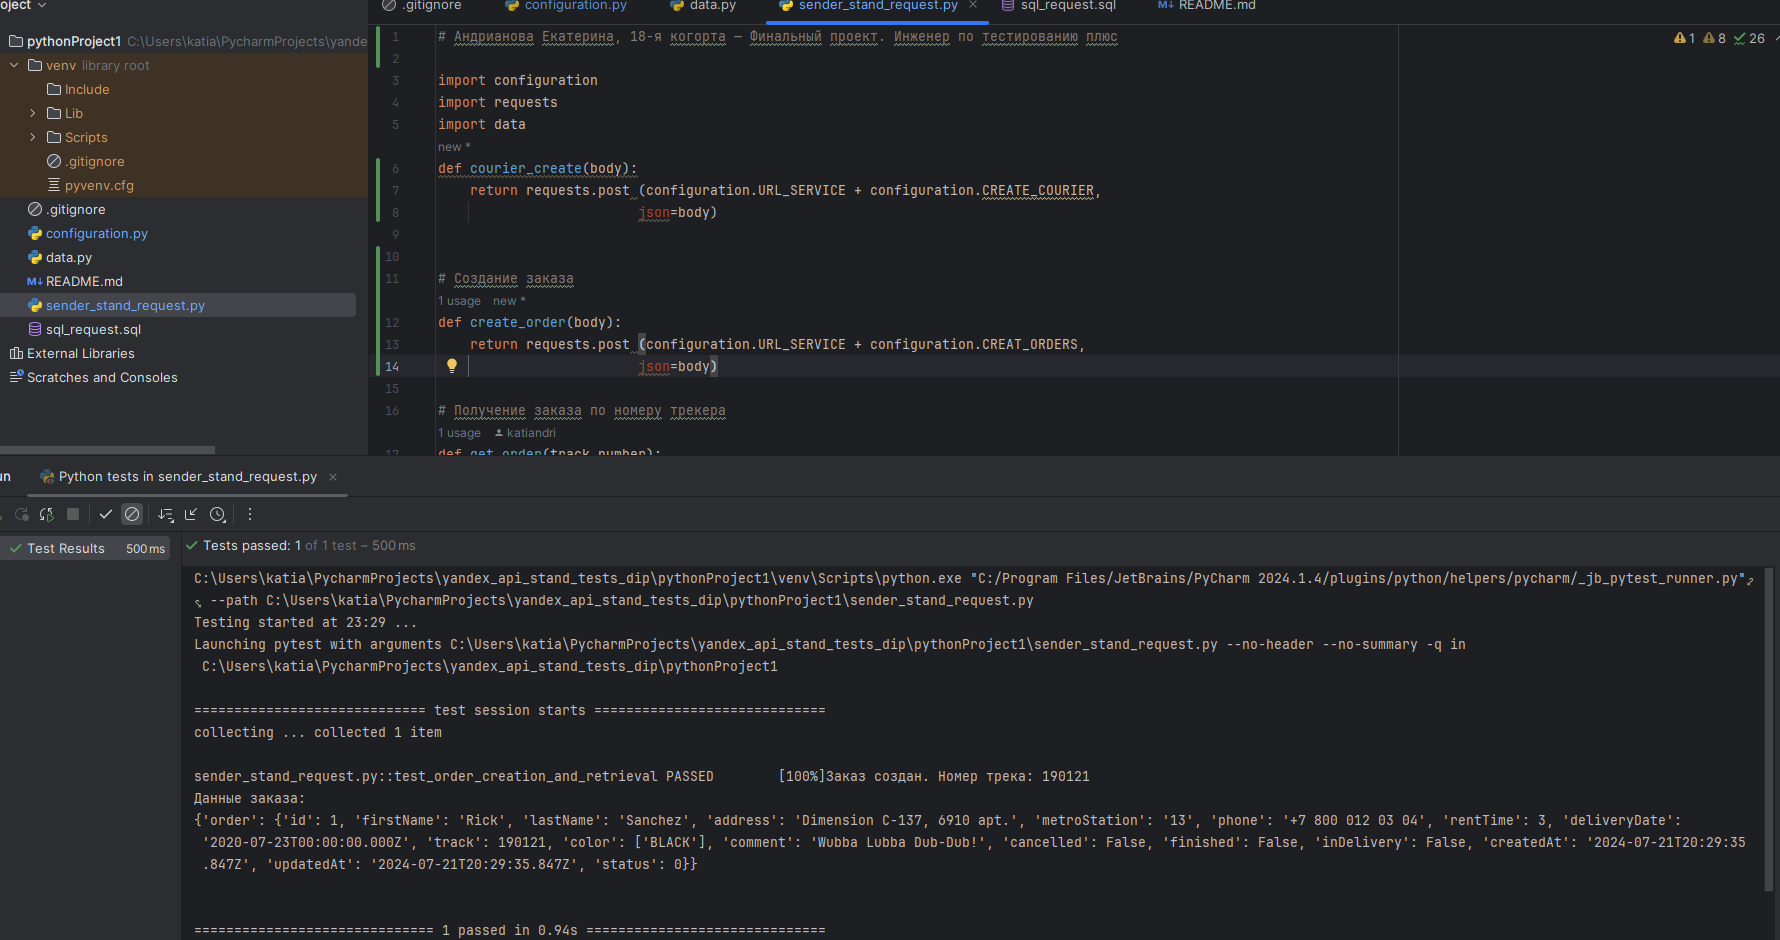 oject
.gitignore
configuration.py
data.py
sender_stand_request.py
sql_request.sql
M↓ README.md
pythonProject1 C:\Users\katia\PycharmProjects\yande
venv library root
Include
Lib
Scripts
.gitignore
pyvenv.cfg
.gitignore
configuration.py
data.py
M↓ README.md
sender_stand_request.py
sql_request.sql
External Libraries
Scratches and Consoles
1 # Андрианова Екатерина, 18-я когорта — Финальный проект. Инженер по тестированию плюс
1 8 26
2
3 import configuration
4 import requests
5 import data
new *
6 def courier_create(body):
7 return requests.post (configuration.URL_SERVICE + configuration.CREATE_COURIER,
8 json=body)
9
10
11 # Создание заказа
1 usage new *
12 def create_order(body):
13 return requests.post (configuration.URL_SERVICE + configuration.CREAT_ORDERS,
14 json=body)
15
16 # Получение заказа по номеру трекера
1 usage katiandri
17 def get_order(track_number):
un
Python tests in sender_stand_request.py
Test Results 500 ms
Tests passed: 1 of 1 test – 500 ms
C:\Users\katia\PycharmProjects\yandex_api_stand_tests_dip\pythonProject1\venv\Scripts\python.exe "C:/Program Files/JetBrains/PyCharm 2024.1.4/plugins/python/helpers/pycharm/_jb_pytest_runner.py"
--path C:\Users\katia\PycharmProjects\yandex_api_stand_tests_dip\pythonProject1\sender_stand_request.py
Testing started at 23:29 ...
Launching pytest with arguments C:\Users\katia\PycharmProjects\yandex_api_stand_tests_dip\pythonProject1\sender_stand_request.py --no-header --no-summary -q in
C:\Users\katia\PycharmProjects\yandex_api_stand_tests_dip\pythonProject1
============================= test session starts =============================
collecting ... collected 1 item
sender_stand_request.py::test_order_creation_and_retrieval PASSED [100%]Заказ создан. Номер трека: 190121
Данные заказа:
{'order': {'id': 1, 'firstName': 'Rick', 'lastName': 'Sanchez', 'address': 'Dimension C-137, 6910 apt.', 'metroStation': '13', 'phone': '+7 800 012 03 04', 'rentTime': 3, 'deliveryDate':
'2020-07-23T00:00:00.000Z', 'track': 190121, 'color': ['BLACK'], 'comment': 'Wubba Lubba Dub-Dub!', 'cancelled': False, 'finished': False, 'inDelivery': False, 'createdAt': '2024-07-21T20:29:35
.847Z', 'updatedAt': '2024-07-21T20:29:35.847Z', 'status': 0}}
============================== 1 passed in 0.94s ==============================